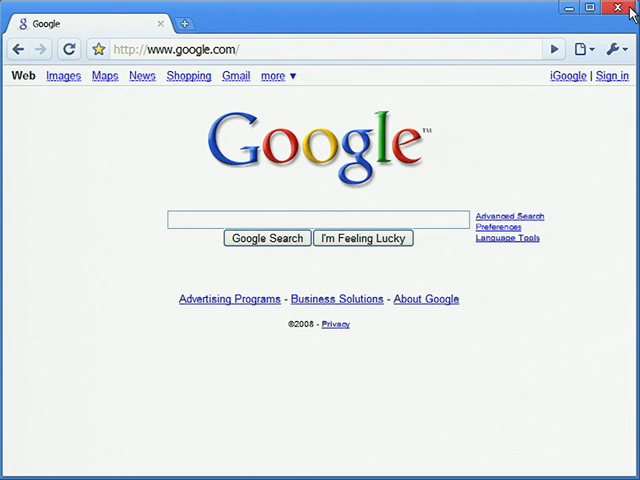 Google
http://www.google.com/
Web Images Maps News Shopping Gmail more ▼ iGoogle | Sign in
Google™
Advanced Search
Preferences
Language Tools
Google Search I'm Feeling Lucky
Advertising Programs - Business Solutions - About Google
©2008 - Privacy